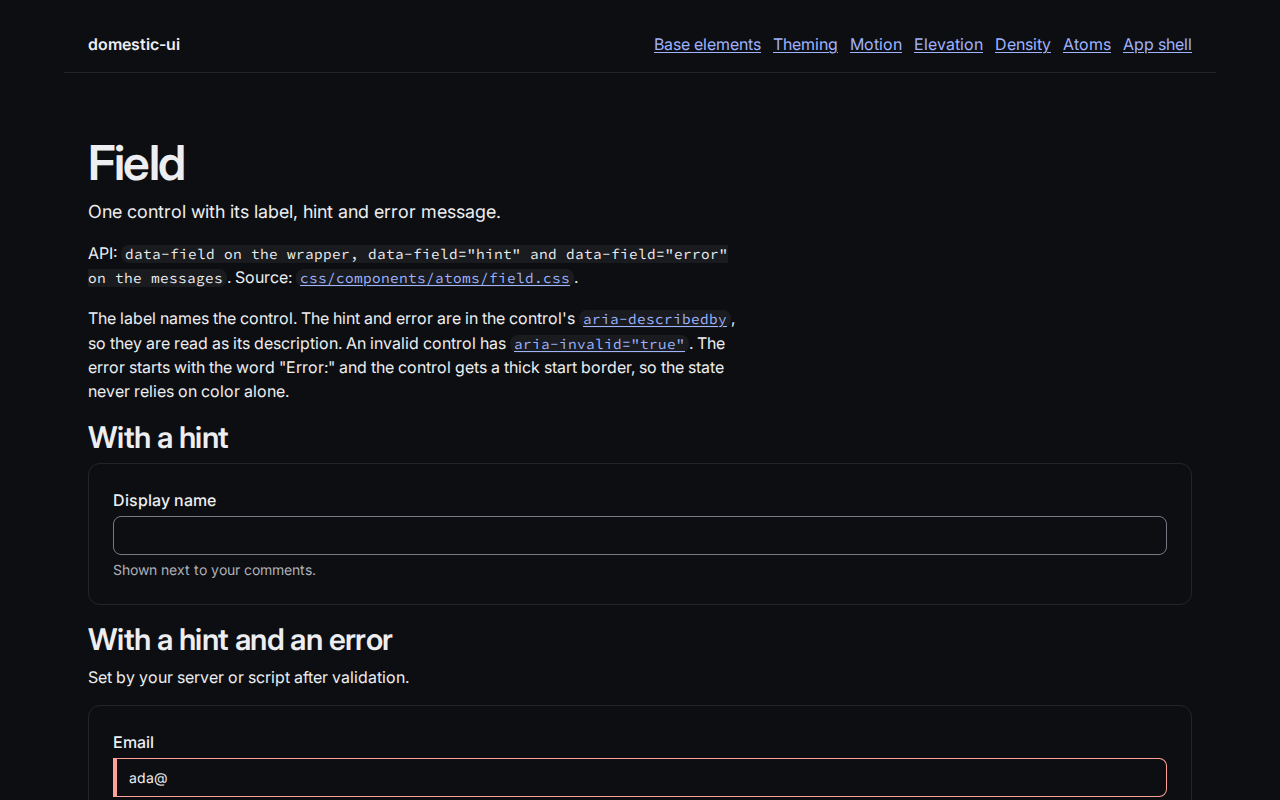 domestic-ui
Base elements Theming Motion Elevation Density Atoms App shell
Field
One control with its label, hint and error message.
API: data-field on the wrapper, data-field="hint" and data-field="error"
on the messages. Source: css/components/atoms/field.css.
The label names the control. The hint and error are in the control's aria-describedby,
so they are read as its description. An invalid control has aria-invalid="true". The
error starts with the word "Error:" and the control gets a thick start border, so the state
never relies on color alone.
With a hint
Display name
Shown next to your comments.
With a hint and an error
Set by your server or script after validation.
Email
ada@